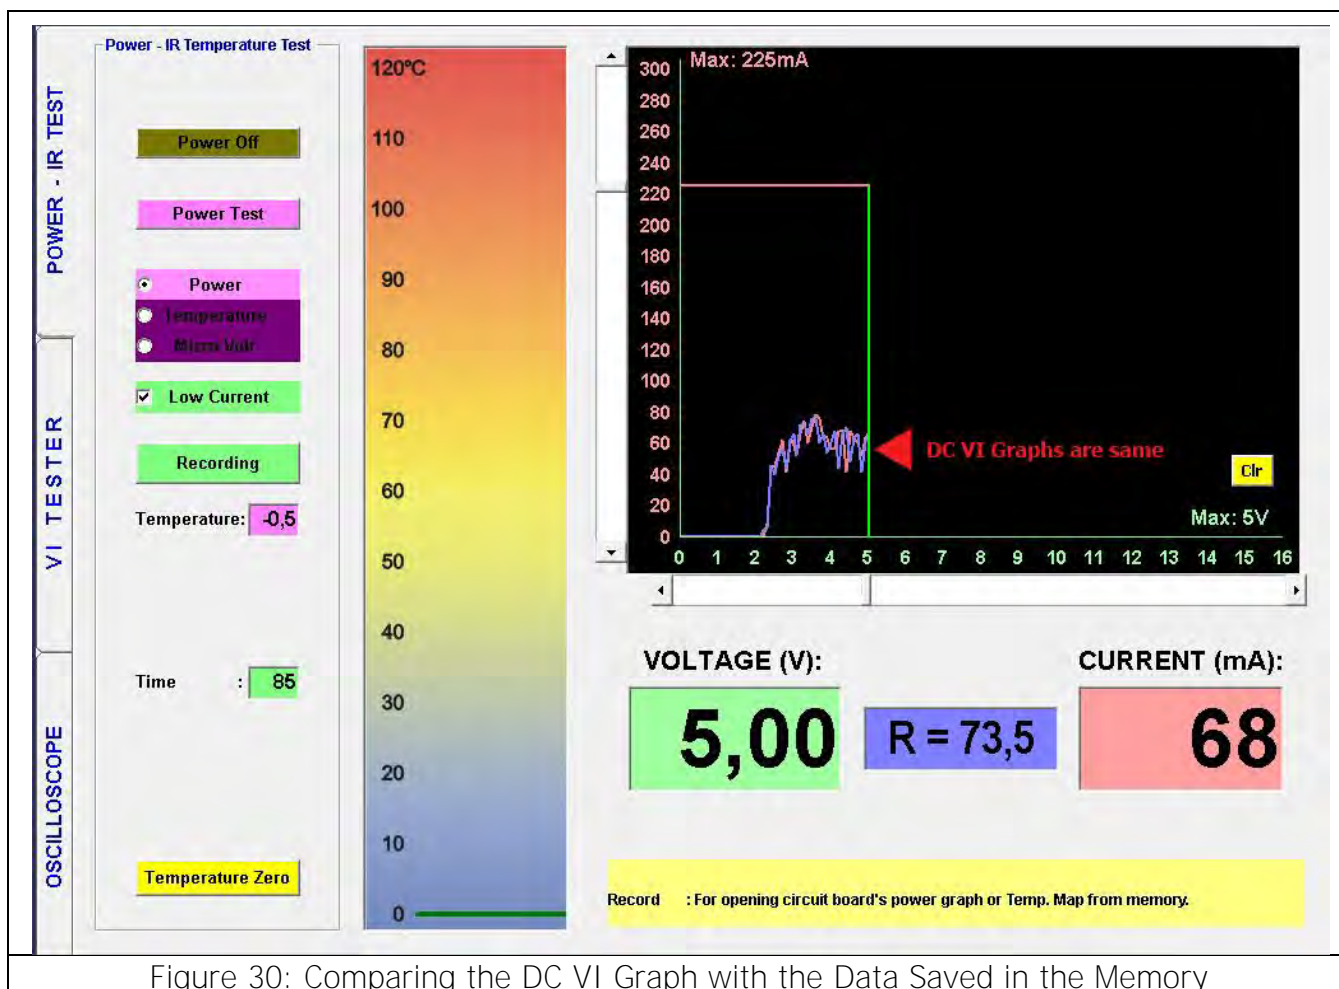 POWER - IR TEST
VI TESTER
OSCILLOSCOPE
Power - IR Temperature Test
Power Off
Power Test
Power
Temperature
Micro Volt
Low Current
Recording
Temperature: -0,5
Time : 85
Temperature Zero
120°C
110
100
90
80
70
60
50
40
30
20
10
0
Max: 225mA
300
280
260
240
220
200
180
160
140
120
100
80
60
40
20
0
DC VI Graphs are same
Clr
Max: 5V
0 1 2 3 4 5 6 7 8 9 10 11 12 13 14 15 16
VOLTAGE (V):
5,00
R = 73,5
CURRENT (mA):
68
Record : For opening circuit board's power graph or Temp. Map from memory.
Figure 30: Comparing the DC VI Graph with the Data Saved in the Memory